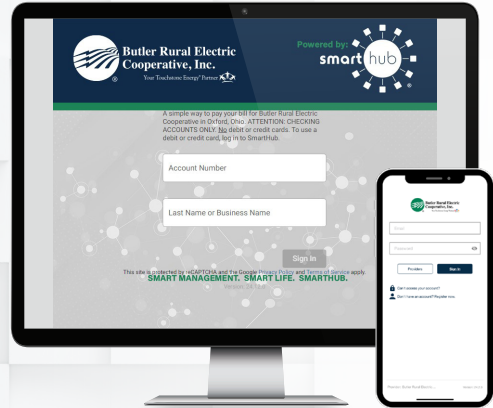 Butler Rural Electric
Cooperative, Inc.
Your Touchstone Energy® Partner
®
Powered by:
smart hub
A simple way to pay your bill for Butler Rural Electric
Cooperative in Oxford, Ohio. ATTENTION: CHECKING
ACCOUNTS ONLY. No debit or credit cards. To use a
debit or credit card, log in to SmartHub.
Account Number
Last Name or Business Name
Sign In
This site is protected by reCAPTCHA and the Google Privacy Policy and Terms of Service apply.
SMART MANAGEMENT. SMART LIFE. SMARTHUB.
Butler Rural Electric
Cooperative, Inc.
Email
Password
Providers
Sign In
Can't access your account?
Don't have an account? Register now.